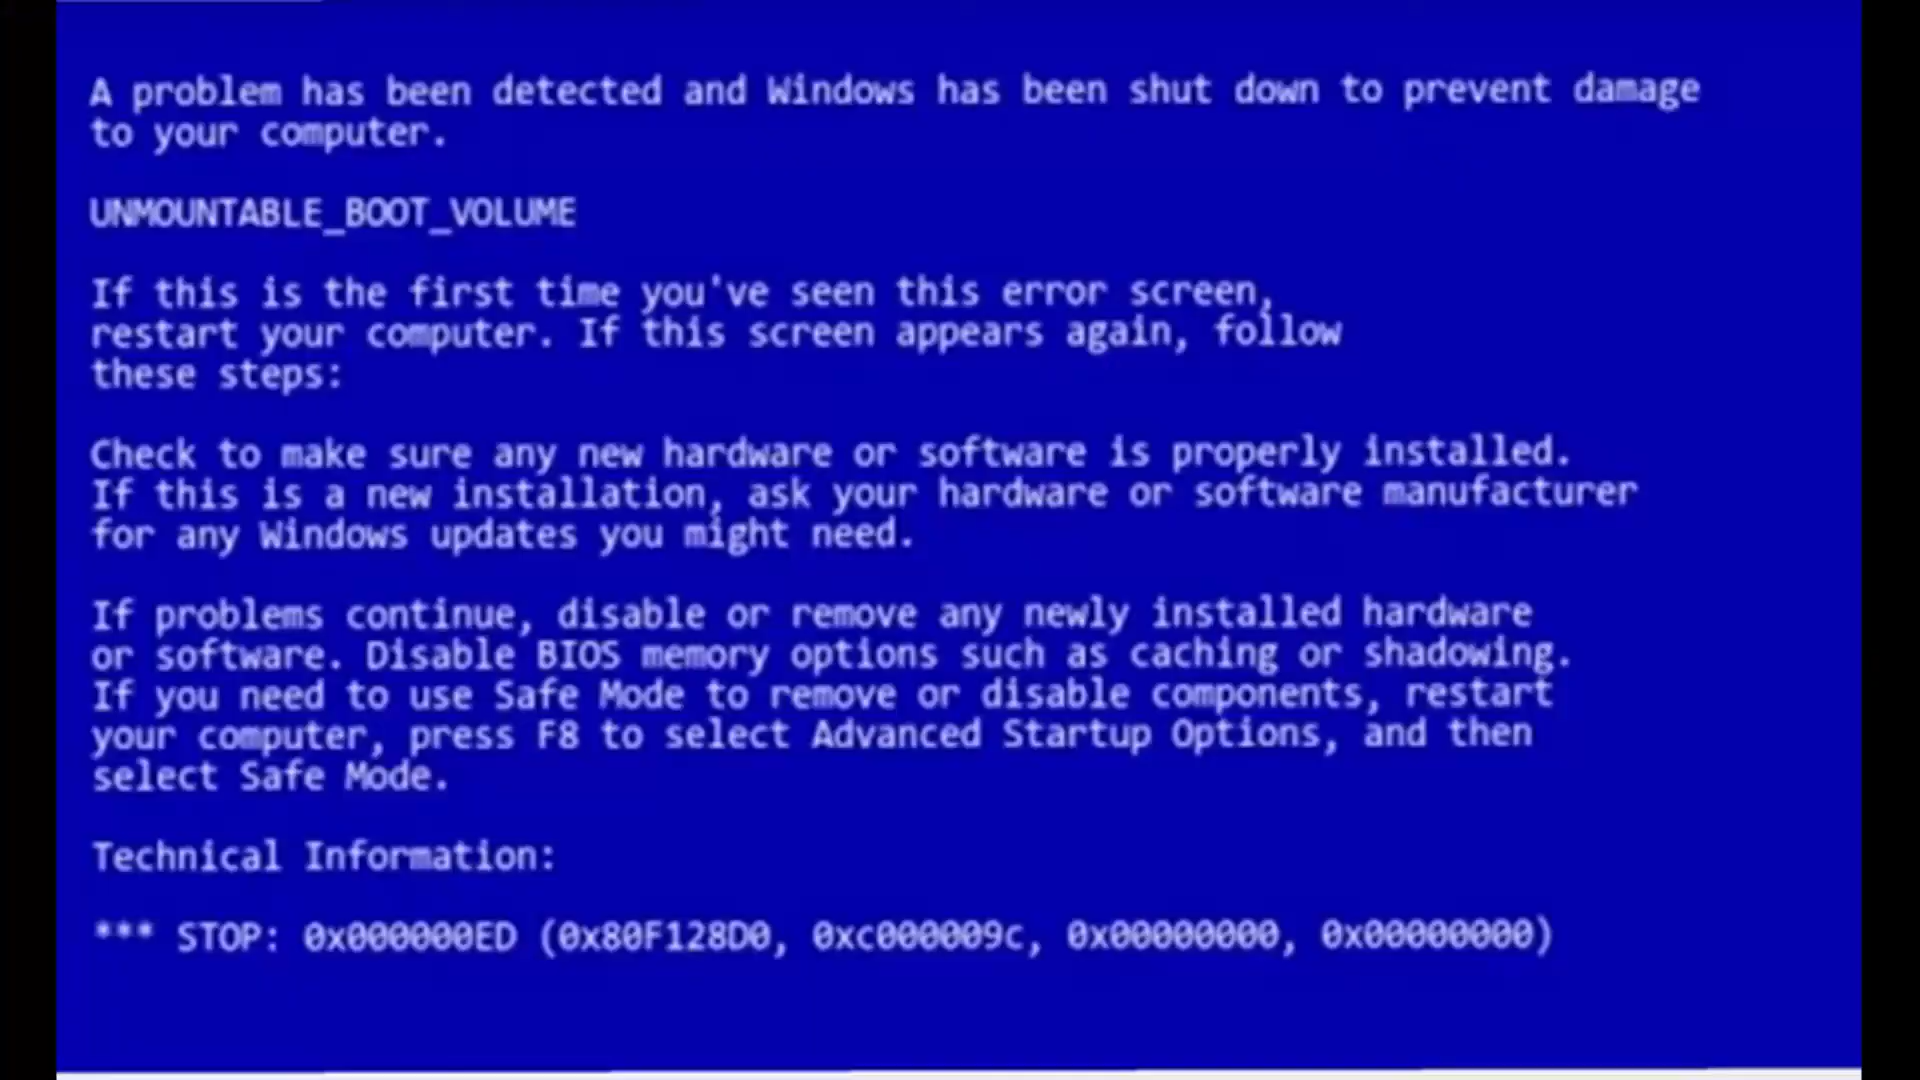 A problem has been detected and Windows has been shut down to prevent damage
to your computer.
UNMOUNTABLE_BOOT_VOLUME
If this is the first time you've seen this error screen,
restart your computer. If this screen appears again, follow
these steps:
Check to make sure any new hardware or software is properly installed.
If this is a new installation, ask your hardware or software manufacturer
for any Windows updates you might need.
If problems continue, disable or remove any newly installed hardware
or software. Disable BIOS memory options such as caching or shadowing.
If you need to use Safe Mode to remove or disable components, restart
your computer, press F8 to select Advanced Startup Options, and then
select Safe Mode.
Technical Information:
*** STOP: 0x000000ED (0x80F128D0, 0xc000009c, 0x00000000, 0x00000000)